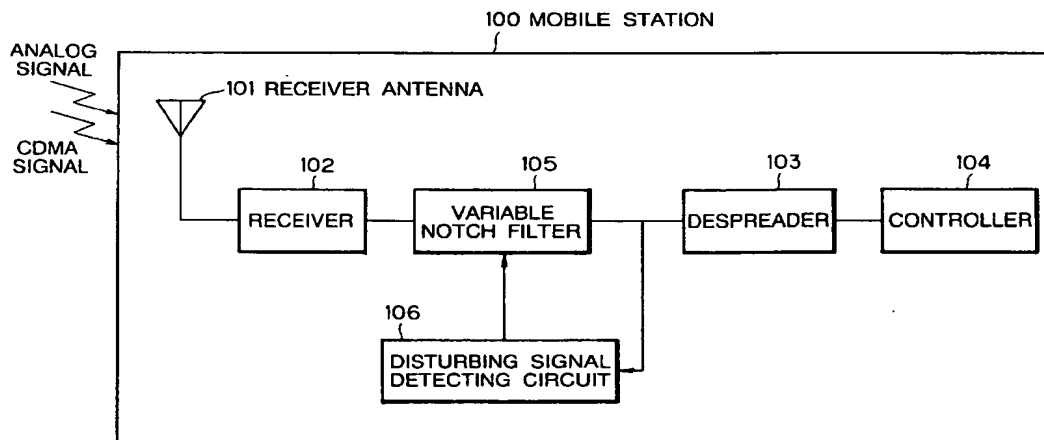 100 MOBILE STATION
ANALOG
SIGNAL
CDMA
SIGNAL
101 RECEIVER ANTENNA
102
RECEIVER
105
VARIABLE
NOTCH FILTER
103
DESPREADER
104
CONTROLLER
106
DISTURBING SIGNAL
DETECTING CIRCUIT